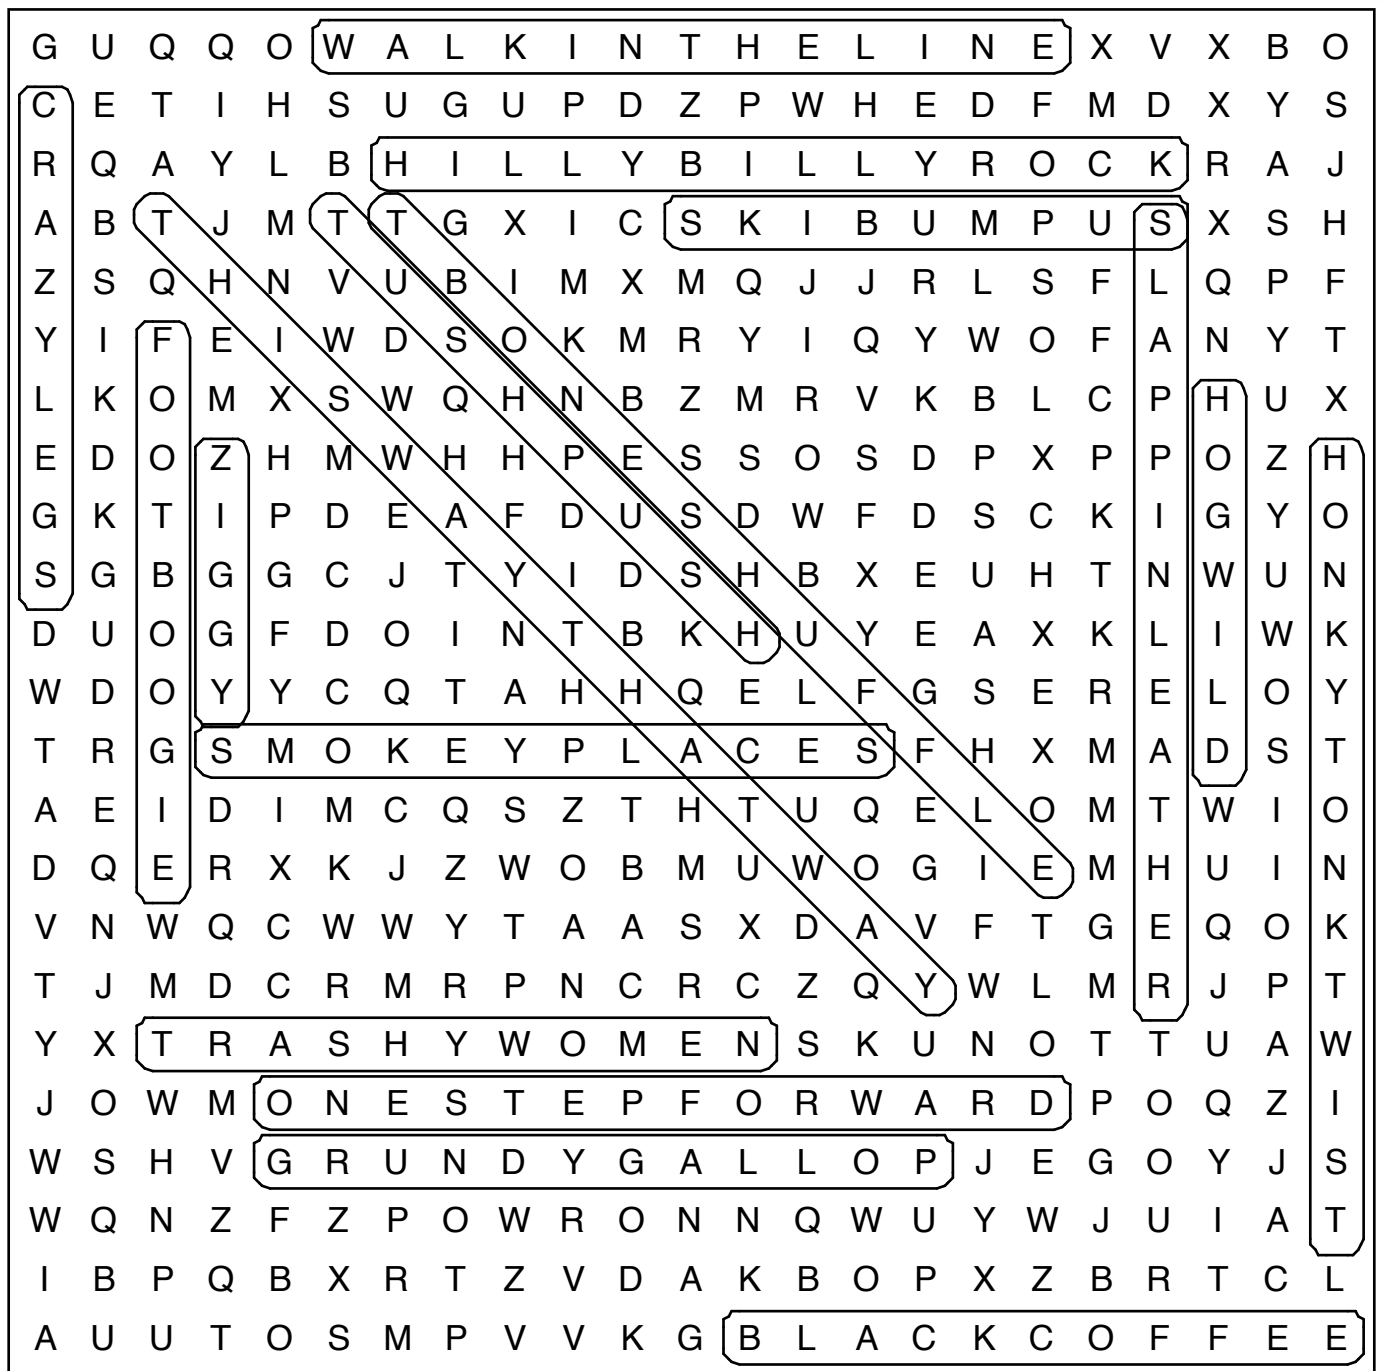 G U Q Q O W A L K I N T H E L I N E X V X B O
C E T I H S U G U P D Z P W H E D F M D X Y S
R Q A Y L B H I L L Y B I L L Y R O C K R A J
A B T J M T T G X I C S K I B U M P U S X S H
Z S Q H N V U B I M X M Q J J R L S F L Q P F
Y I F E I W D S O K M R Y I Q Y W O F A N Y T
L K O M X S W Q H N B Z M R V K B L C P H U X
E D O Z H M W H H P E S S O S D P X P P O Z H
G K T I P D E A F D U S D W F D S C K I G Y O
S G B G G C J T Y I D S H B X E U H T N W U N
D U O G F D O I N T B K H U Y E A X K L I W K
W D O Y Y C Q T A H H Q E L F G S E R E L O Y
T R G S M O K E Y P L A C E S F H X M A D S T
A E I D I M C Q S Z T H T U Q E L O M T W I O
D Q E R X K J Z W O B M U W O G I E M H U I N
V N W Q C W W Y T A A S X D A V F T G E Q O K
T J M D C R M R P N C R C Z Q Y W L M R J P T
Y X T R A S H Y W O M E N S K U N O T T U A W
J O W M O N E S T E P F O R W A R D P O Q Z I
W S H V G R U N D Y G A L L O P J E G O Y J S
W Q N Z F Z P O W R O N N Q W U Y W J U I A T
I B P Q B X R T Z V D A K B O P X Z B R T C L
A U U T O S M P V V K G B L A C K C O F F E E